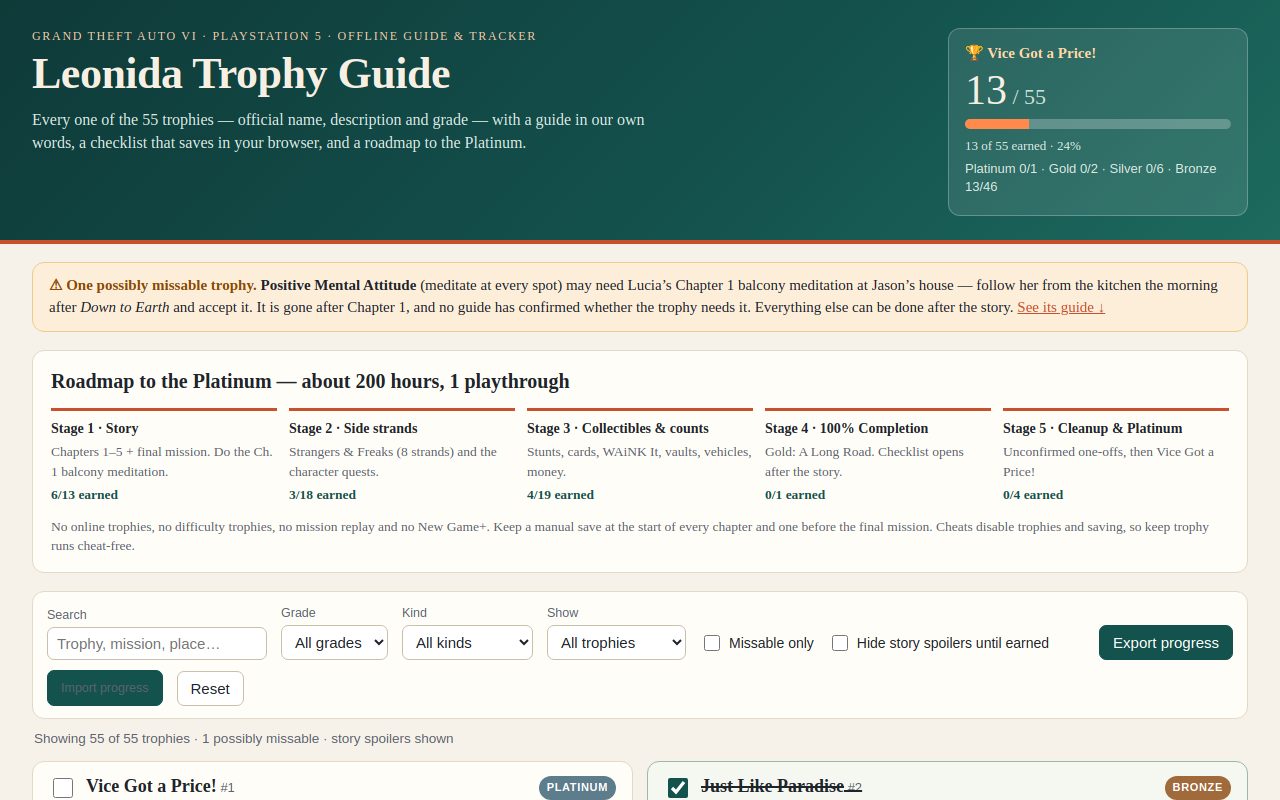 GRAND THEFT AUTO VI · PLAYSTATION 5 · OFFLINE GUIDE & TRACKER
Leonida Trophy Guide
Every one of the 55 trophies — official name, description and grade — with a guide in our own
words, a checklist that saves in your browser, and a roadmap to the Platinum.
🏆 Vice Got a Price!
13 / 55
13 of 55 earned · 24%
Platinum 0/1 · Gold 0/2 · Silver 0/6 · Bronze
13/46
⚠ One possibly missable trophy. Positive Mental Attitude (meditate at every spot) may need Lucia’s Chapter 1 balcony meditation at Jason’s house — follow her from the kitchen the morning
after Down to Earth and accept it. It is gone after Chapter 1, and no guide has confirmed whether the trophy needs it. Everything else can be done after the story. See its guide ↓
Roadmap to the Platinum — about 200 hours, 1 playthrough
Stage 1 · Story
Chapters 1–5 + final mission. Do the Ch.
1 balcony meditation.
6/13 earned
Stage 2 · Side strands
Strangers & Freaks (8 strands) and the
character quests.
3/18 earned
Stage 3 · Collectibles & counts
Stunts, cards, WAiNK It, vaults, vehicles,
money.
4/19 earned
Stage 4 · 100% Completion
Gold: A Long Road. Checklist opens
after the story.
0/1 earned
Stage 5 · Cleanup & Platinum
Unconfirmed one-offs, then Vice Got a
Price!
0/4 earned
No online trophies, no difficulty trophies, no mission replay and no New Game+. Keep a manual save at the start of every chapter and one before the final mission. Cheats disable trophies and saving, so keep trophy
runs cheat-free.
Search
Trophy, mission, place…
Grade
All grades
Kind
All kinds
Show
All trophies
Missable only
Hide story spoilers until earned
Export progress
Import progress
Reset
Showing 55 of 55 trophies · 1 possibly missable · story spoilers shown
Vice Got a Price! #1
PLATINUM
Just Like Paradise #2
BRONZE